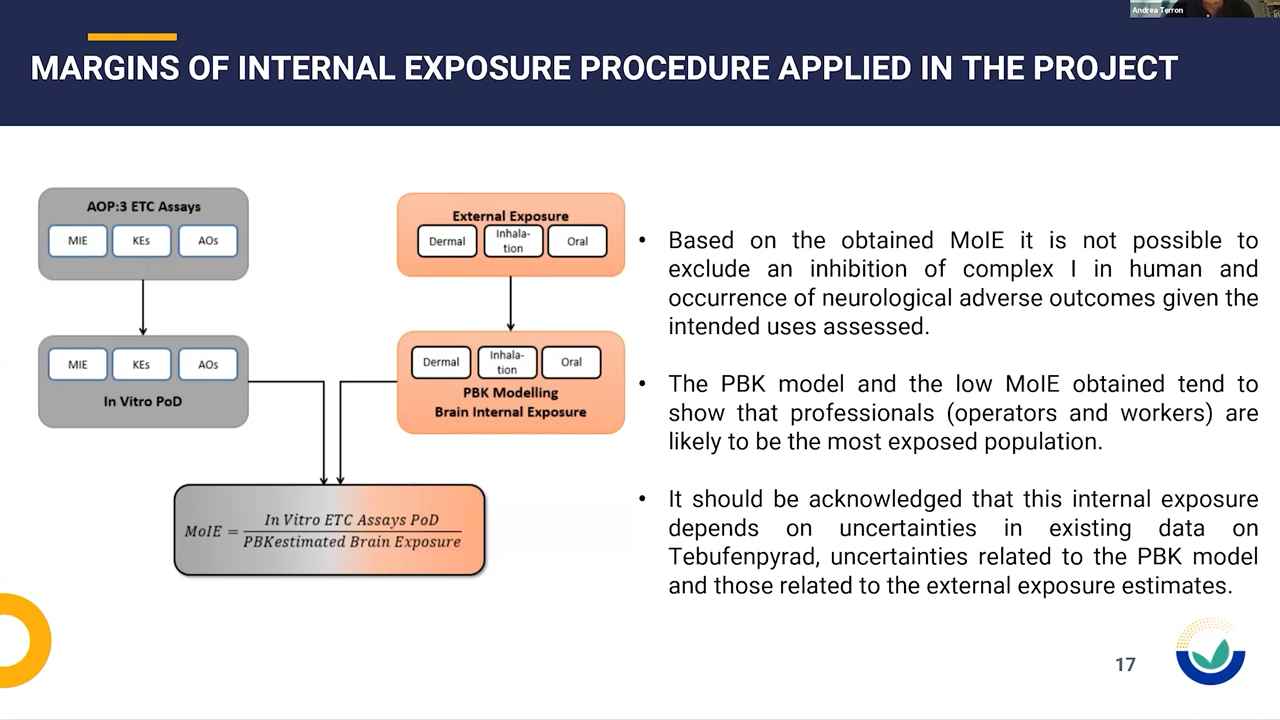 Andrea Terron
MARGINS OF INTERNAL EXPOSURE PROCEDURE APPLIED IN THE PROJECT
AOP:3 ETC Assays
MIE
KEs
AOs
External Exposure
Dermal
Inhala-
tion
Oral
MIE
KEs
AOs
In Vitro PoD
Dermal
Inhala-
tion
Oral
PBK Modelling
Brain Internal Exposure
MoIE = In Vitro ETC Assays PoD
PBKestimated Brain Exposure
• Based on the obtained MoIE it is not possible to
exclude an inhibition of complex I in human and
occurrence of neurological adverse outcomes given the
intended uses assessed.
• The PBK model and the low MoIE obtained tend to
show that professionals (operators and workers) are
likely to be the most exposed population.
• It should be acknowledged that this internal exposure
depends on uncertainties in existing data on
Tebufenpyrad, uncertainties related to the PBK model
and those related to the external exposure estimates.
17